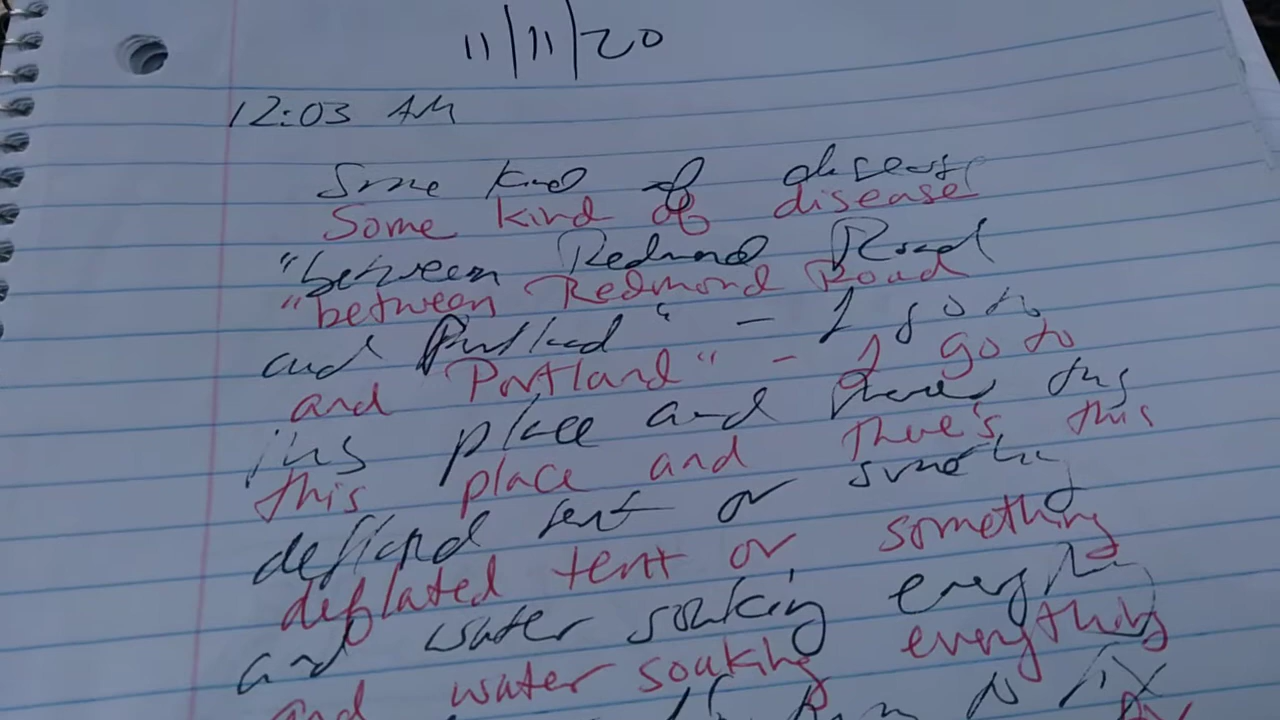 11/11/20
12:03 AM
Some kind of disease
Some kind of disease
"between Redmond Road
"between Redmond Road
and Portland" - I go to
and Portland" - I go to
this place and there's this
this place and there's this
deflated tent or something
deflated tent or something
and water soaking everything
and water soaking everything